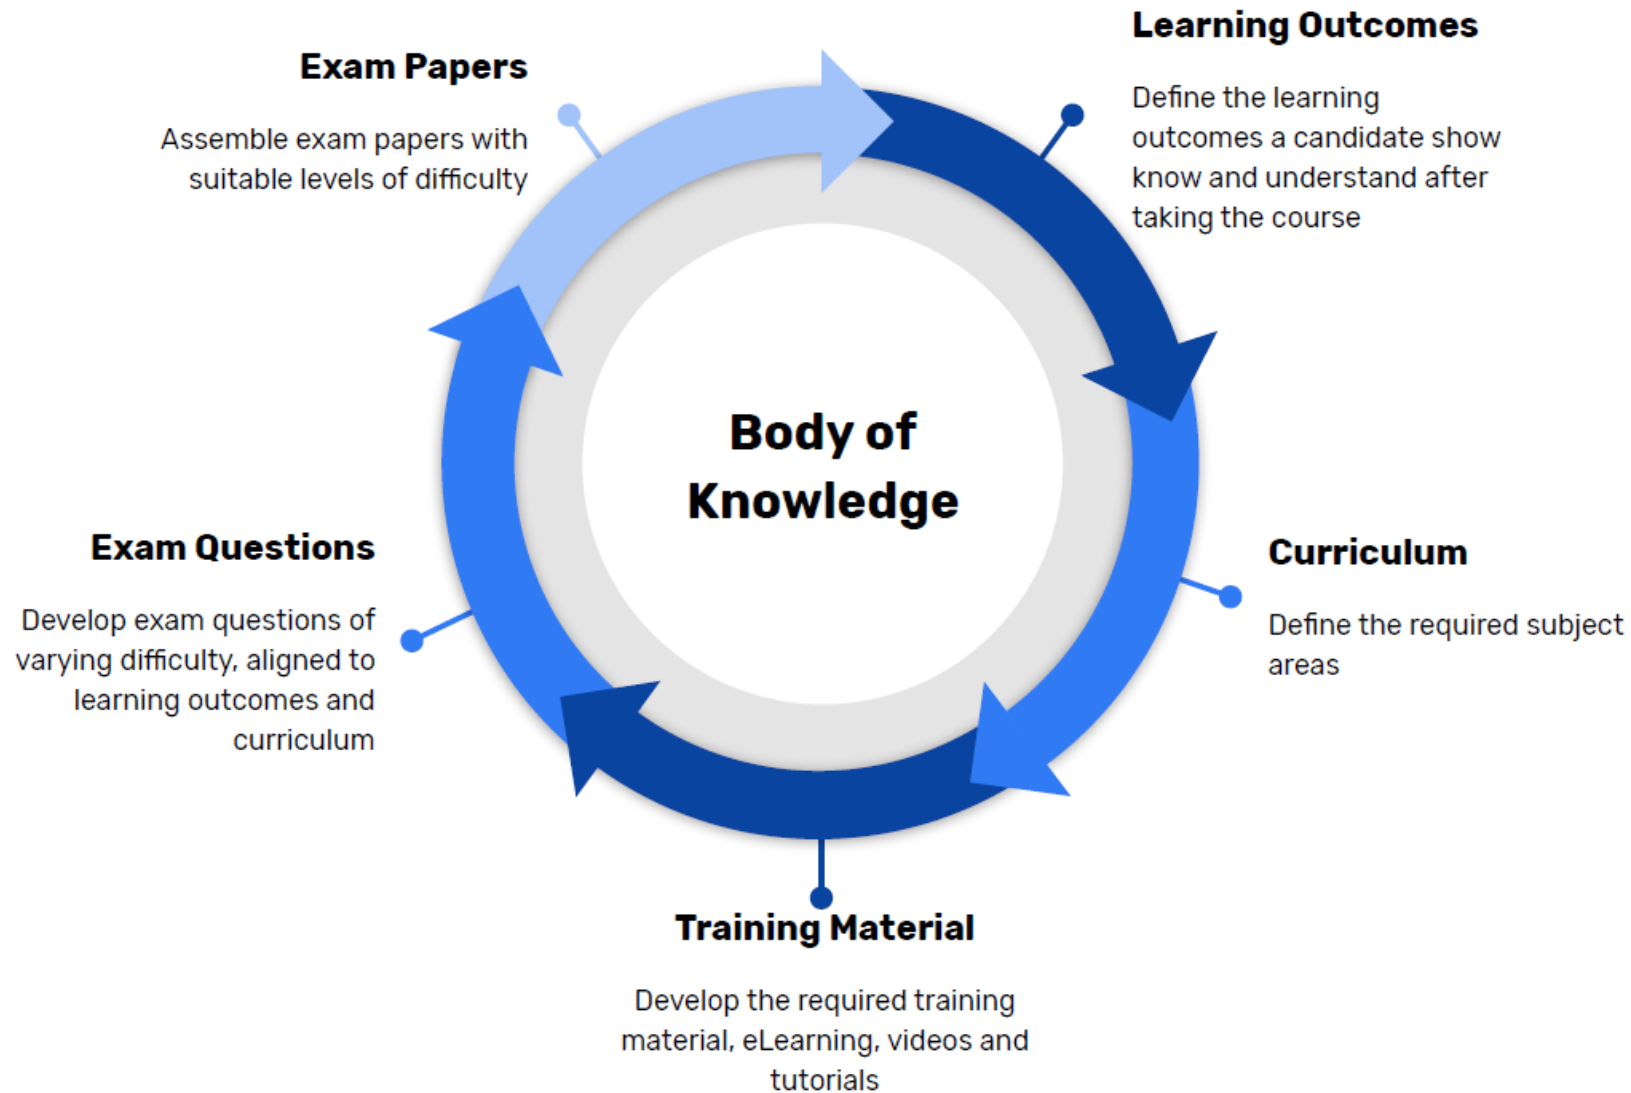 Learning Outcomes
Define the learning
outcomes a candidate show
know and understand after
taking the course
Curriculum
Define the required subject
areas
Training Material
Develop the required training
material, eLearning, videos and
tutorials
Exam Questions
Develop exam questions of
varying difficulty, aligned to
learning outcomes and
curriculum
Exam Papers
Assemble exam papers with
suitable levels of difficulty
Body of
Knowledge